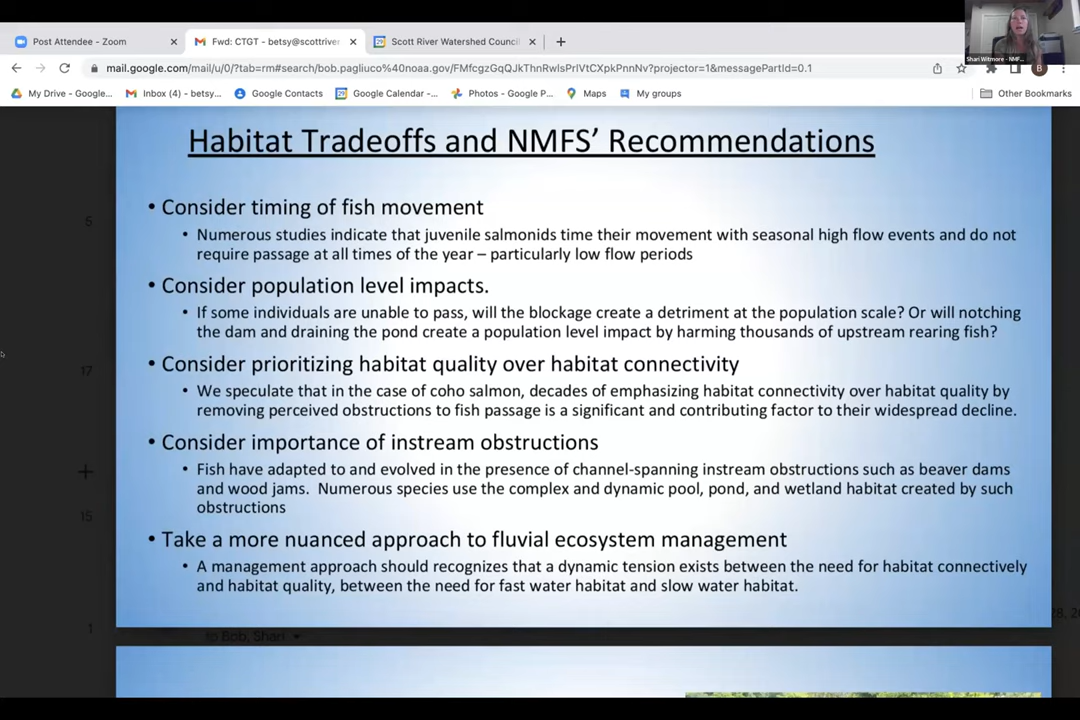 Post Attendee - Zoom
Fwd: CTGT - betsy@scottriver
Scott River Watershed Council
mail.google.com/mail/u/0/?tab=rm#search/bob.pagliuco%40noaa.gov/FMfcgzGqQJkThnRwlsPrlVtCXpkPnnNv?projector=1&messagePartId=0.1
B
Shari Witmore - NMF...
My Drive - Google...
Inbox (4) - betsy...
Google Contacts
Google Calendar -...
Photos - Google P...
Maps
My groups
Other Bookmarks
Habitat Tradeoffs and NMFS’ Recommendations
• Consider timing of fish movement
• Numerous studies indicate that juvenile salmonids time their movement with seasonal high flow events and do not
require passage at all times of the year – particularly low flow periods
• Consider population level impacts.
• If some individuals are unable to pass, will the blockage create a detriment at the population scale? Or will notching
the dam and draining the pond create a population level impact by harming thousands of upstream rearing fish?
• Consider prioritizing habitat quality over habitat connectivity
• We speculate that in the case of coho salmon, decades of emphasizing habitat connectivity over habitat quality by
removing perceived obstructions to fish passage is a significant and contributing factor to their widespread decline.
• Consider importance of instream obstructions
• Fish have adapted to and evolved in the presence of channel-spanning instream obstructions such as beaver dams
and wood jams. Numerous species use the complex and dynamic pool, pond, and wetland habitat created by such
obstructions
• Take a more nuanced approach to fluvial ecosystem management
• A management approach should recognizes that a dynamic tension exists between the need for habitat connectively
and habitat quality, between the need for fast water habitat and slow water habitat.
5
17
15
1
Bob, Shari